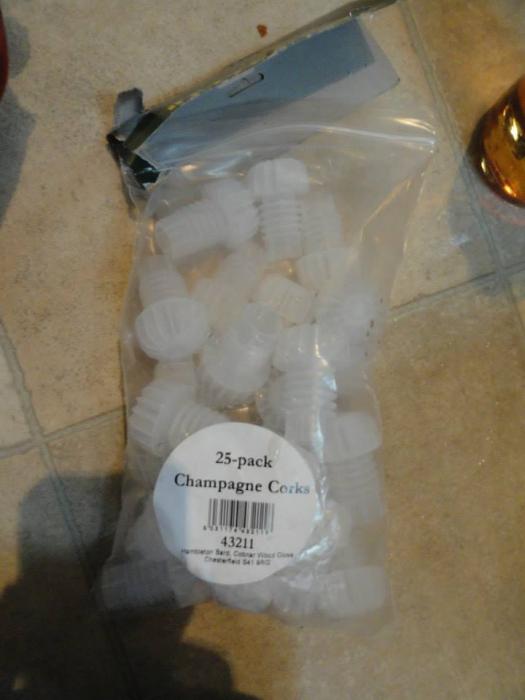 25-pack
Champagne Corks
43211
Hambleton Bard, Cobnar Wood Close
Chesterfield S41 9RQ